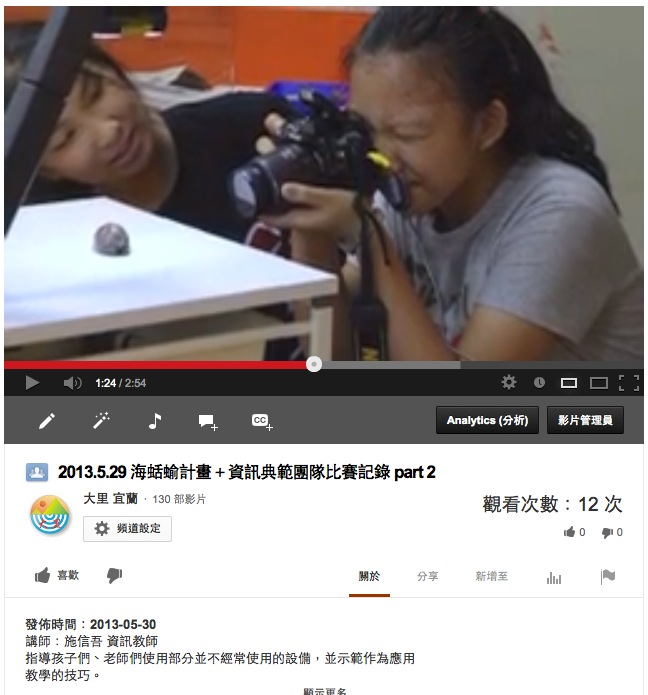 1:24 / 2:54
CC
Analytics (分析)
影片管理員
2013.5.29 海蛞蝓計畫＋資訊典範團隊比賽記錄 part 2
大里 宜蘭 · 130 部影片
觀看次數：12 次
頻道設定
0
0
喜歡
關於
分享
新增至
發佈時間：2013-05-30
講師：施信吾 資訊教師
指導孩子們、老師們使用部分並不經常使用的設備，並示範作為應用
教學的技巧。
顯示更多